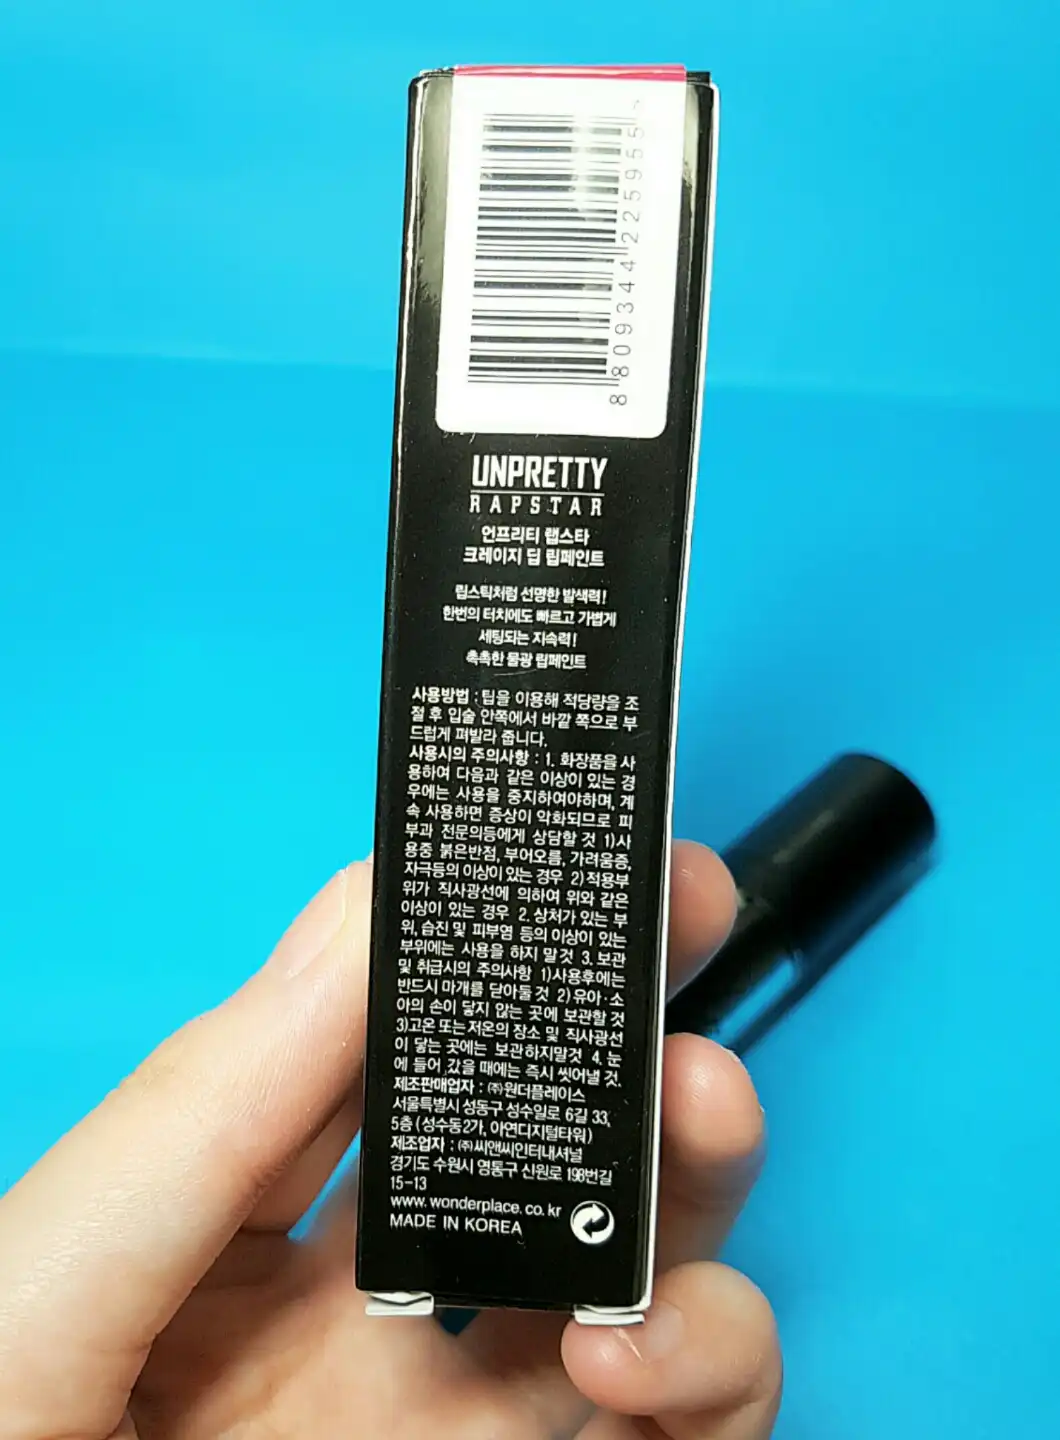 8 809344 225955
UNPRETTY
RAPSTAR
언프리티 랩스타
크레이지 딥 립페인트
립스틱처럼 선명한 발색력!
한번의 터치에도 빠르고 가볍게
세팅되는 지속력!
촉촉한 물광 립페인트
사용방법 : 팁을 이용해 적당량을 조
절 후 입술 안쪽에서 바깥 쪽으로 부
드럽게 펴발라 줍니다.
사용시의 주의사항 : 1. 화장품을 사
용하여 다음과 같은 이상이 있는 경
우에는 사용을 중지하여야하며, 계
속 사용하면 증상이 악화되므로 피
부과 전문의등에게 상담할 것 1)사
용중 붉은반점, 부어오름, 가려움증,
자극등의 이상이 있는 경우 2)적용부
위가 직사광선에 의하여 위와 같은
이상이 있는 경우 2. 상처가 있는 부
위, 습진 및 피부염 등의 이상이 있는
부위에는 사용을 하지 말것 3. 보관
및 취급시의 주의사항 1)사용후에는
반드시 마개를 닫아둘 것 2)유아·소
아의 손이 닿지 않는 곳에 보관할 것
3)고온 또는 저온의 장소 및 직사광선
이 닿는 곳에는 보관하지말것 4. 눈
에 들어 갔을 때에는 즉시 씻어낼 것.
제조판매업자 : ㈜원더플레이스
서울특별시 성동구 성수일로 6길 33,
5층 (성수동2가, 아연디지털타워)
제조업자 : ㈜씨앤씨인터내셔널
경기도 수원시 영통구 신원로 198번길
15-13
www.wonderplace.co.kr
MADE IN KOREA